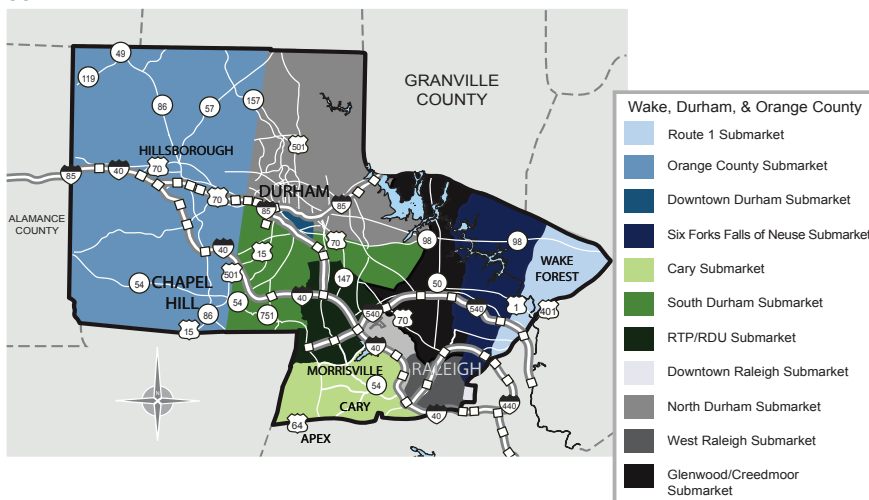 49
119
GRANVILLE
COUNTY
86
57
157
Wake, Durham, & Orange County
Route 1 Submarket
HILLSBOROUGH
501
Orange County Submarket
85
40
70
DURHAM
Downtown Durham Submarket
70
85
85
ALAMANCE
COUNTY
Six Forks Falls of Neuse Submarket
40
15
70
98
98
WAKE
FOREST
Cary Submarket
501
54
CHAPEL
HILL
54
147
50
40
South Durham Submarket
86
751
540
540
1
401
15
70
RTP/RDU Submarket
40
MORRISVILLE
RALEIGH
Downtown Raleigh Submarket
54
CARY
North Durham Submarket
40
440
64
APEX
West Raleigh Submarket
Glenwood/Creedmoor
Submarket